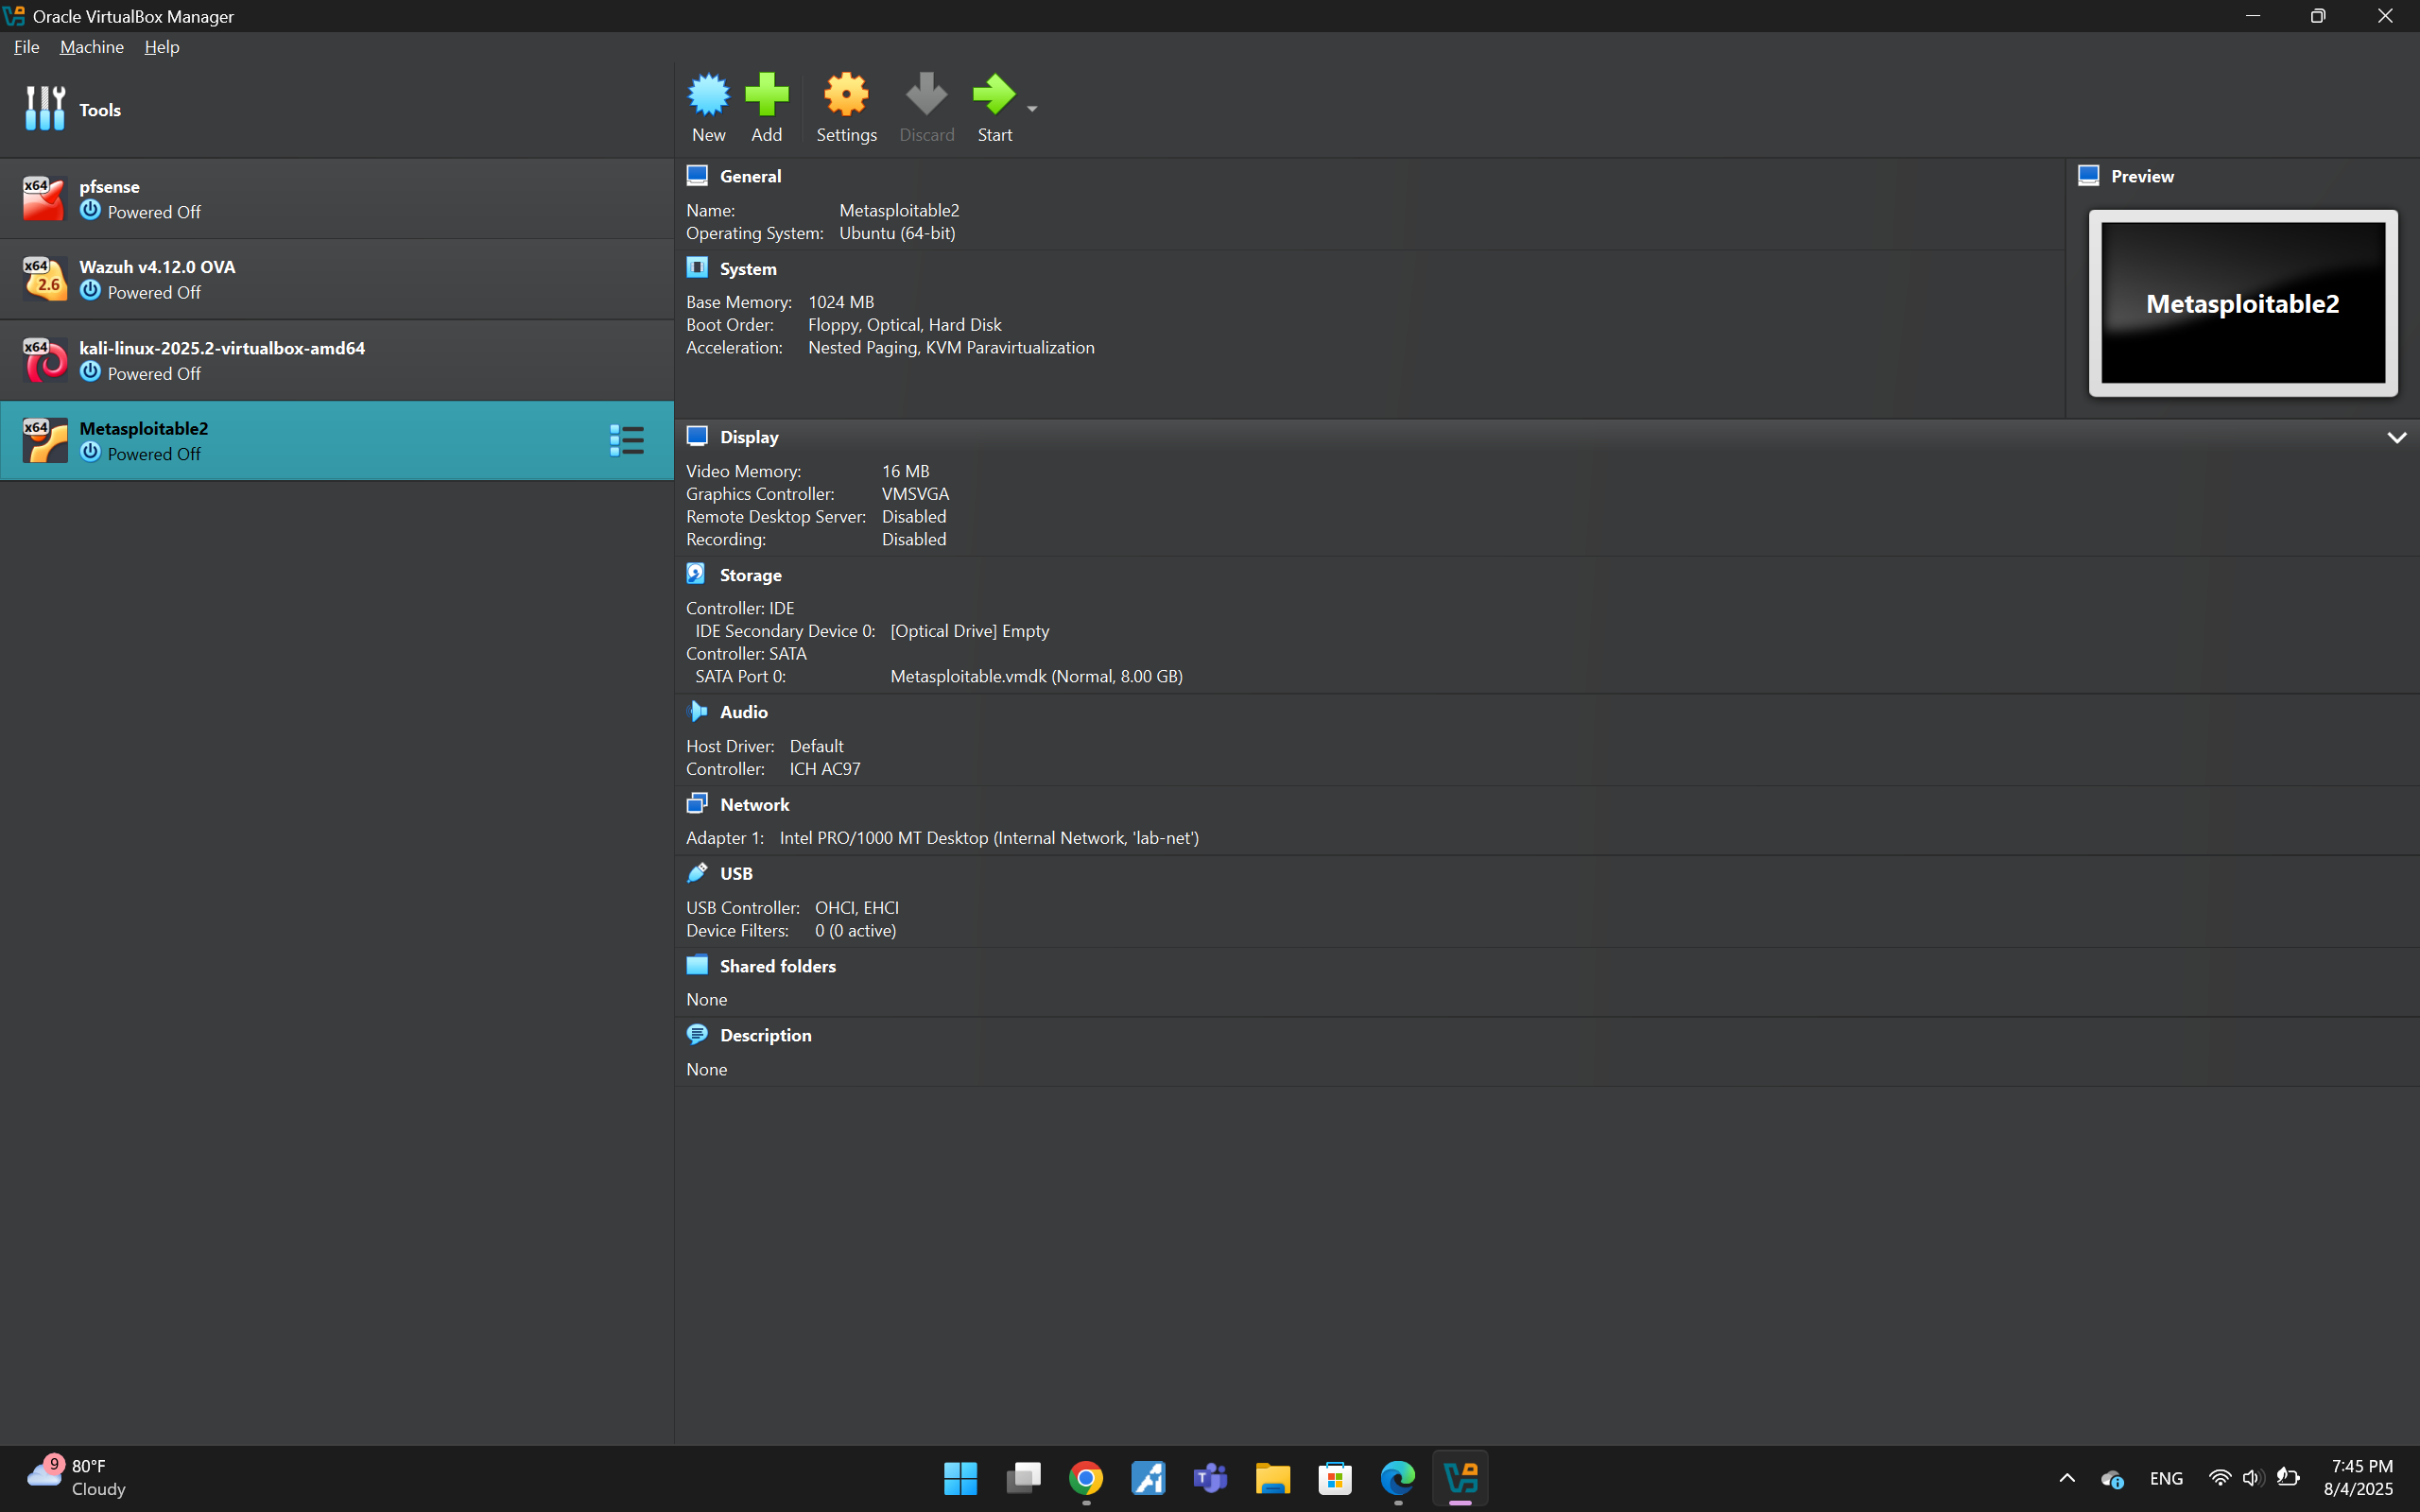 Oracle VirtualBox Manager
File Machine Help
Tools
New Add Settings Discard Start
x64 pfsense
Powered Off
x64 2.6 Wazuh v4.12.0 OVA
Powered Off
x64 kali-linux-2025.2-virtualbox-amd64
Powered Off
x64 Metasploitable2
Powered Off
General
Name: Metasploitable2
Operating System: Ubuntu (64-bit)
System
Base Memory: 1024 MB
Boot Order: Floppy, Optical, Hard Disk
Acceleration: Nested Paging, KVM Paravirtualization
Preview
Metasploitable2
Display
Video Memory: 16 MB
Graphics Controller: VMSVGA
Remote Desktop Server: Disabled
Recording: Disabled
Storage
Controller: IDE
IDE Secondary Device 0: [Optical Drive] Empty
Controller: SATA
SATA Port 0: Metasploitable.vmdk (Normal, 8.00 GB)
Audio
Host Driver: Default
Controller: ICH AC97
Network
Adapter 1: Intel PRO/1000 MT Desktop (Internal Network, 'lab-net')
USB
USB Controller: OHCI, EHCI
Device Filters: 0 (0 active)
Shared folders
None
Description
None
9 80°F
Cloudy
ENG
7:45 PM
8/4/2025